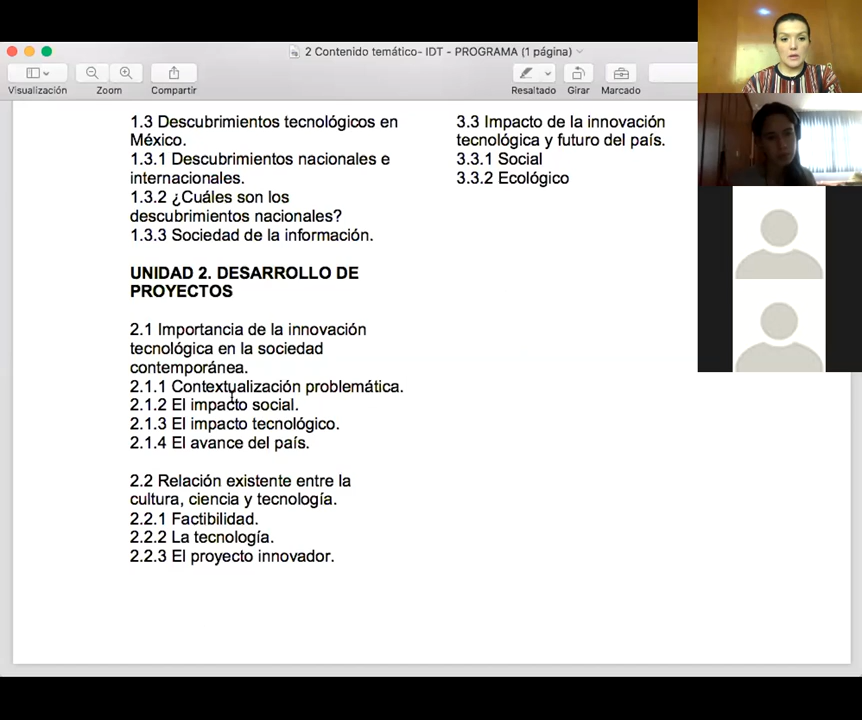 2 Contenido temático- IDT - PROGRAMA (1 página)
Visualización
Zoom
Compartir
Resaltado
Girar
Marcado
1.3 Descubrimientos tecnológicos en
México.
1.3.1 Descubrimientos nacionales e
internacionales.
1.3.2 ¿Cuáles son los
descubrimientos nacionales?
1.3.3 Sociedad de la información.
UNIDAD 2. DESARROLLO DE
PROYECTOS
2.1 Importancia de la innovación
tecnológica en la sociedad
contemporánea.
2.1.1 Contextualización problemática.
2.1.2 El impacto social.
2.1.3 El impacto tecnológico.
2.1.4 El avance del país.
2.2 Relación existente entre la
cultura, ciencia y tecnología.
2.2.1 Factibilidad.
2.2.2 La tecnología.
2.2.3 El proyecto innovador.
3.3 Impacto de la innovación
tecnológica y futuro del país.
3.3.1 Social
3.3.2 Ecológico